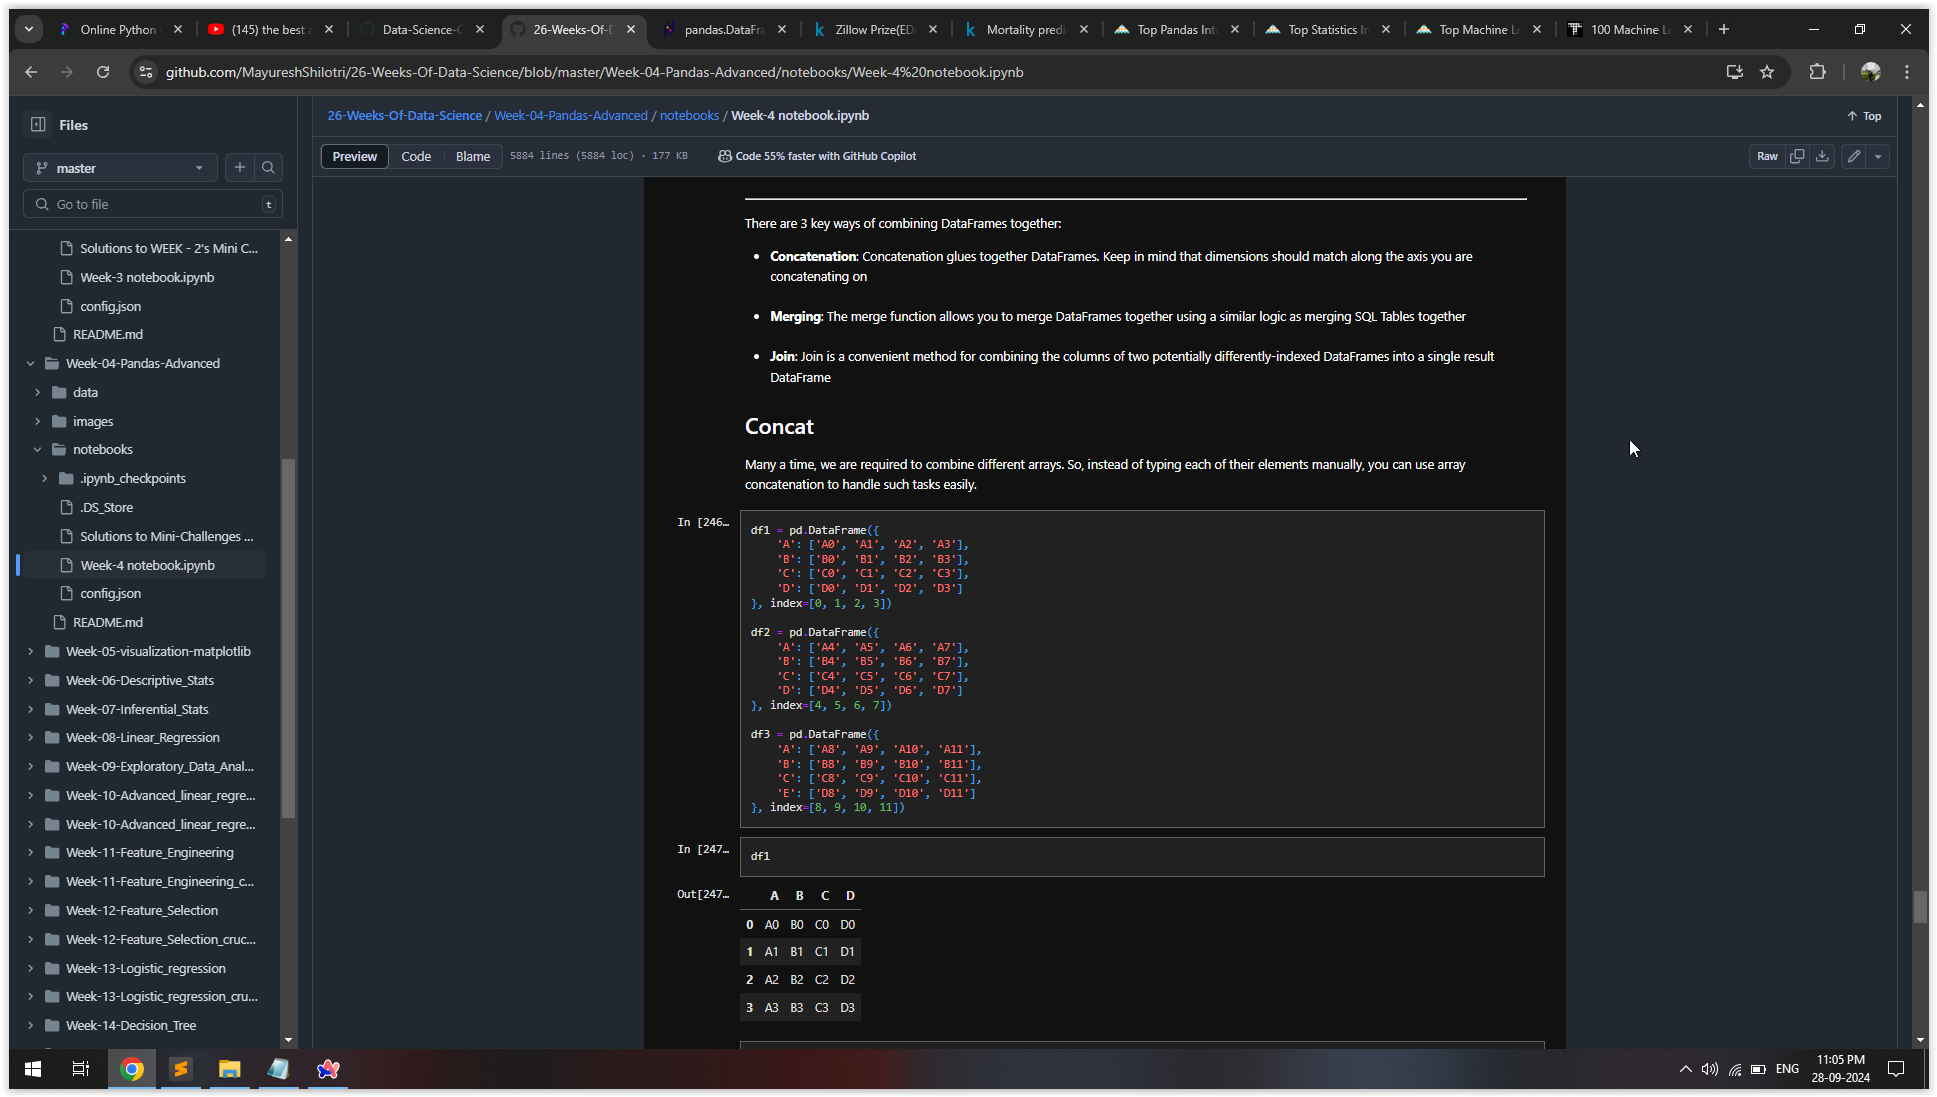 Online Python
(145) the best a
Data-Science-C
26-Weeks-Of-D
pandas.DataFra
Zillow Prize(EDA
Mortality predi
Top Pandas Int
Top Statistics In
Top Machine Le
100 Machine Le
github.com/MayureshShilotri/26-Weeks-Of-Data-Science/blob/master/Week-04-Pandas-Advanced/notebooks/Week-4%20notebook.ipynb
Files
master
Go to file
t
Solutions to WEEK - 2's Mini C...
Week-3 notebook.ipynb
config.json
README.md
Week-04-Pandas-Advanced
data
images
notebooks
.ipynb_checkpoints
.DS_Store
Solutions to Mini-Challenges ...
Week-4 notebook.ipynb
config.json
README.md
Week-05-visualization-matplotlib
Week-06-Descriptive_Stats
Week-07-Inferential_Stats
Week-08-Linear_Regression
Week-09-Exploratory_Data_Anal...
Week-10-Advanced_linear_regre...
Week-10-Advanced_linear_regre...
Week-11-Feature_Engineering
Week-11-Feature_Engineering_c...
Week-12-Feature_Selection
Week-12-Feature_Selection_cruc...
Week-13-Logistic_regression
Week-13-Logistic_regression_cru...
Week-14-Decision_Tree
26-Weeks-Of-Data-Science / Week-04-Pandas-Advanced / notebooks / Week-4 notebook.ipynb
Top
Preview Code Blame 5884 lines (5884 loc) · 177 KB Code 55% faster with GitHub Copilot
Raw
There are 3 key ways of combining DataFrames together:
• Concatenation: Concatenation glues together DataFrames. Keep in mind that dimensions should match along the axis you are
concatenating on
• Merging: The merge function allows you to merge DataFrames together using a similar logic as merging SQL Tables together
• Join: Join is a convenient method for combining the columns of two potentially differently-indexed DataFrames into a single result
DataFrame
Concat
Many a time, we are required to combine different arrays. So, instead of typing each of their elements manually, you can use array
concatenation to handle such tasks easily.
In [246...
df1 = pd.DataFrame({
'A': ['A0', 'A1', 'A2', 'A3'],
'B': ['B0', 'B1', 'B2', 'B3'],
'C': ['C0', 'C1', 'C2', 'C3'],
'D': ['D0', 'D1', 'D2', 'D3']
}, index=[0, 1, 2, 3])
df2 = pd.DataFrame({
'A': ['A4', 'A5', 'A6', 'A7'],
'B': ['B4', 'B5', 'B6', 'B7'],
'C': ['C4', 'C5', 'C6', 'C7'],
'D': ['D4', 'D5', 'D6', 'D7']
}, index=[4, 5, 6, 7])
df3 = pd.DataFrame({
'A': ['A8', 'A9', 'A10', 'A11'],
'B': ['B8', 'B9', 'B10', 'B11'],
'C': ['C8', 'C9', 'C10', 'C11'],
'E': ['D8', 'D9', 'D10', 'D11']
}, index=[8, 9, 10, 11])
In [247...
df1
Out[247...
A B C D
0 A0 B0 C0 D0
1 A1 B1 C1 D1
2 A2 B2 C2 D2
3 A3 B3 C3 D3
ENG
11:05 PM
28-09-2024